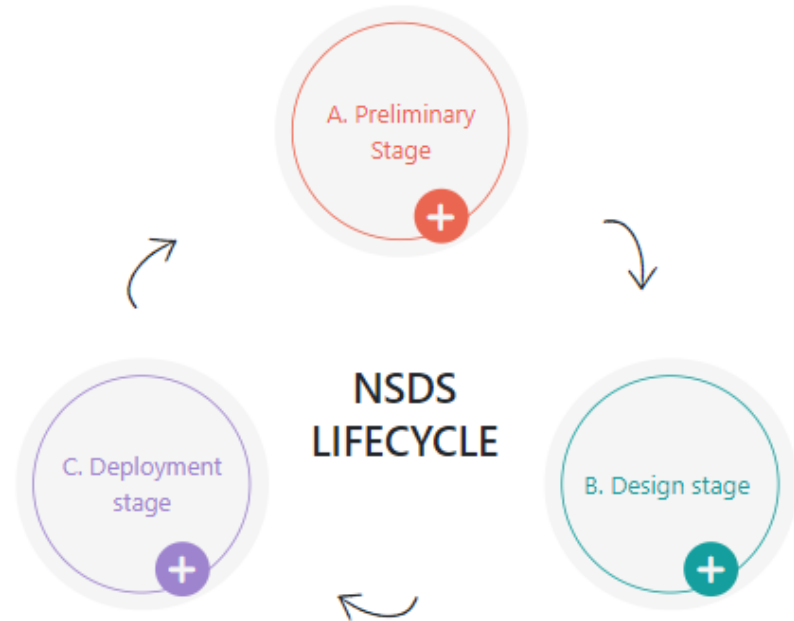 A. Preliminary
Stage
NSDS
LIFECYCLE
C. Deployment
stage
B. Design stage